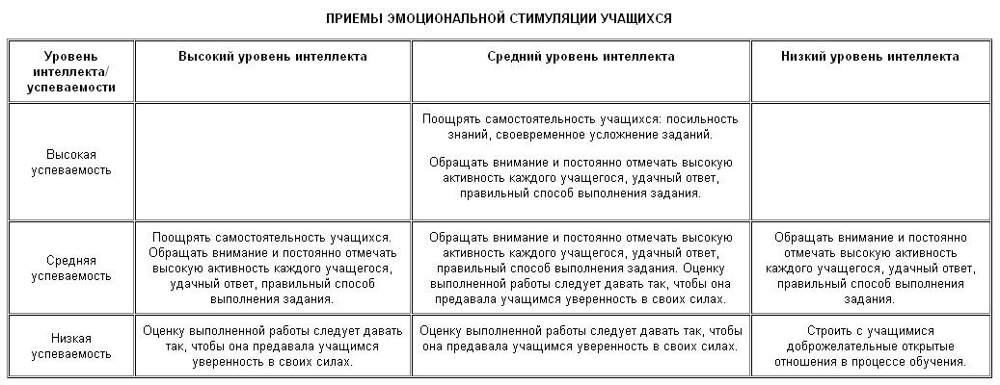 ПРИЕМЫ ЭМОЦИОНАЛЬНОЙ СТИМУЛЯЦИИ УЧАЩИХСЯ
Уровень
интеллекта/
успеваемости
Высокий уровень интеллекта
Средний уровень интеллекта
Низкий уровень интеллекта
Высокая
успеваемость
Поощрять самостоятельность учащихся: посильность
знаний, своевременное усложнение заданий.
Обращать внимание и постоянно отмечать высокую
активность каждого учащегося, удачный ответ,
правильный способ выполнения задания.
Средняя
успеваемость
Поощрять самостоятельность учащихся.
Обращать внимание и постоянно отмечать
высокую активность каждого учащегося,
удачный ответ, правильный способ
выполнения задания.
Обращать внимание и постоянно отмечать высокую
активность каждого учащегося, удачный ответ,
правильный способ выполнения задания. Оценку
выполненной работы следует давать так, чтобы она
предавала учащимся уверенность в своих силах.
Обращать внимание и постоянно
отмечать высокую активность
каждого учащегося, удачный ответ,
правильный способ выполнения
задания.
Низкая
успеваемость
Оценку выполненной работы следует давать
так, чтобы она предавала учащимся
уверенность в своих силах.
Оценку выполненной работы следует давать так, чтобы
она предавала учащимся уверенность в своих силах.
Строить с учащимися
доброжелательные открытые
отношения в процессе обучения.